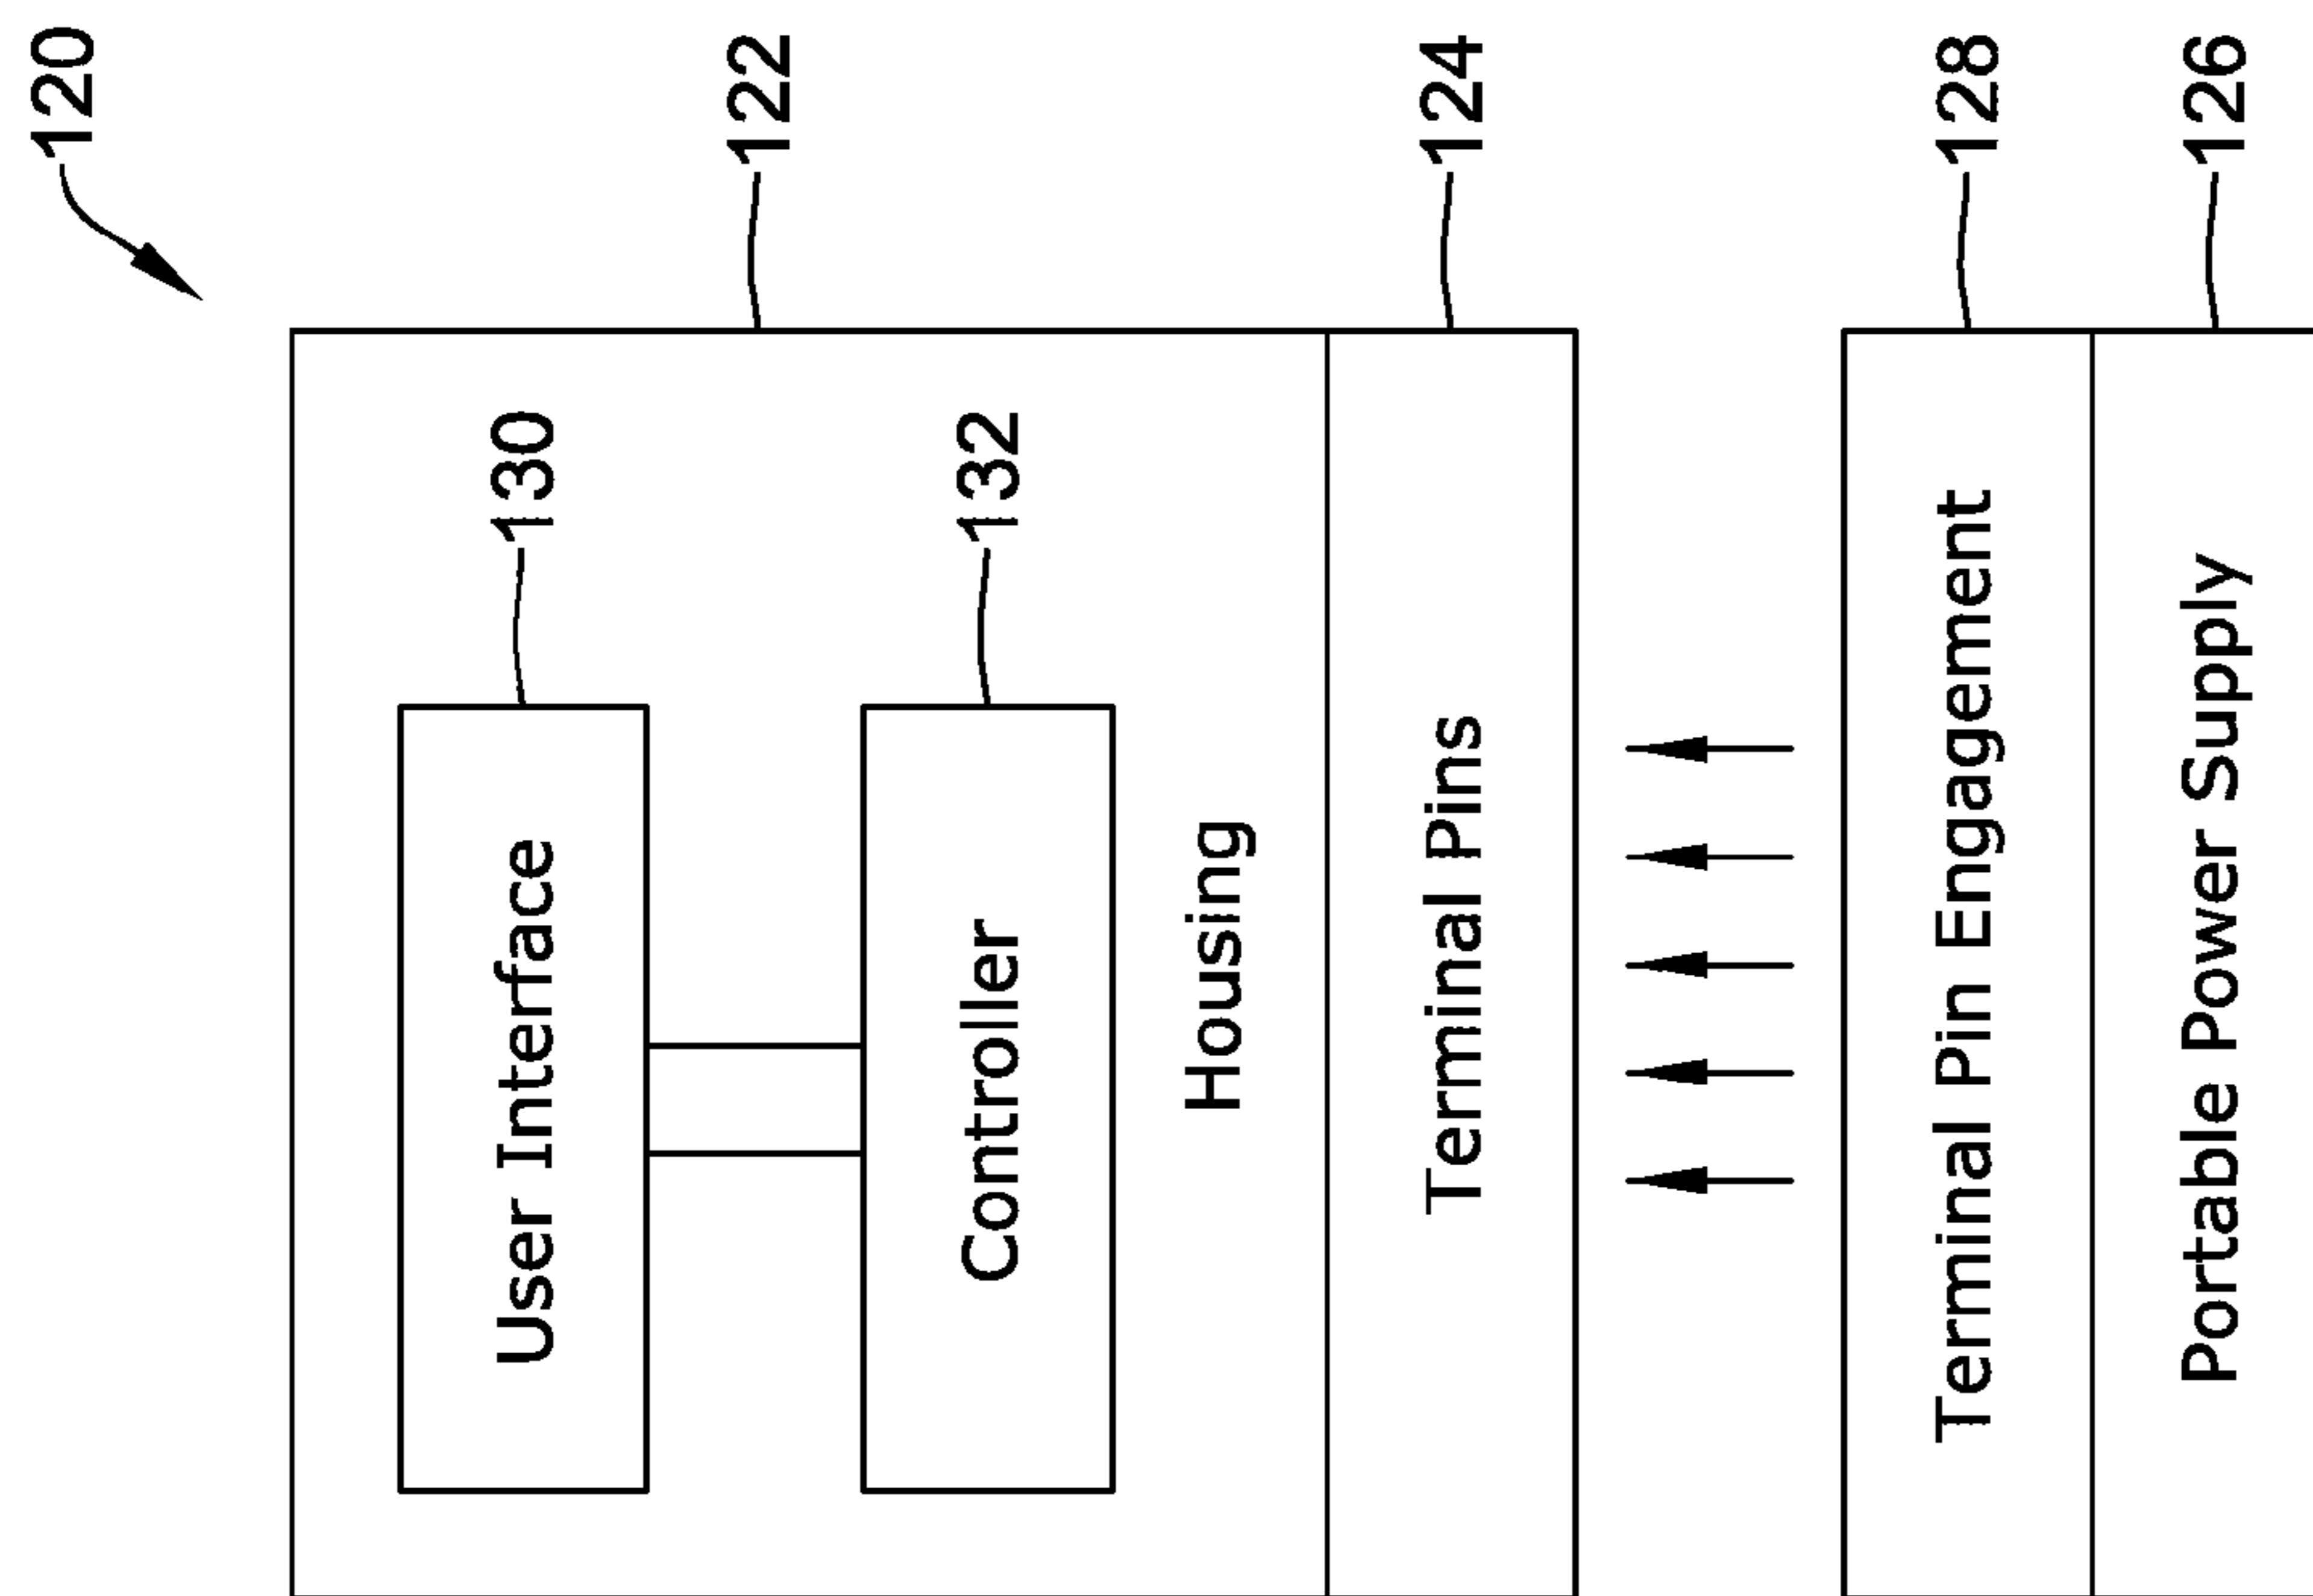 120
122
124
128
126
130
132
User Interface
Controller
Housing
Terminal Pins
Terminal Pin Engagement
Portable Power Supply